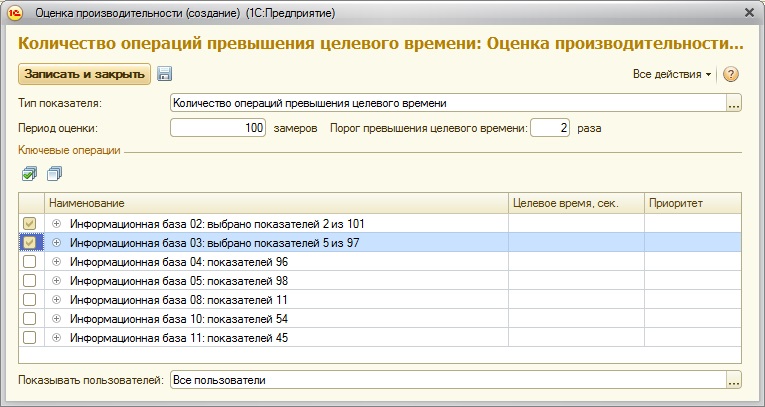 Оценка производительности (создание) (1С:Предприятие)
Количество операций превышения целевого времени: Оценка производительности...
Записать и закрыть Все действия ?
Тип показателя: Количество операций превышения целевого времени ...
Период оценки: 100 замеров Порог превышения целевого времени: 2 раза
Ключевые операции
Наименование Целевое время, сек. Приоритет
Информационная база 02: выбрано показателей 2 из 101
Информационная база 03: выбрано показателей 5 из 97
Информационная база 04: показателей 96
Информационная база 05: показателей 98
Информационная база 08: показателей 11
Информационная база 10: показателей 54
Информационная база 11: показателей 45
Показывать пользователей: Все пользователи ...